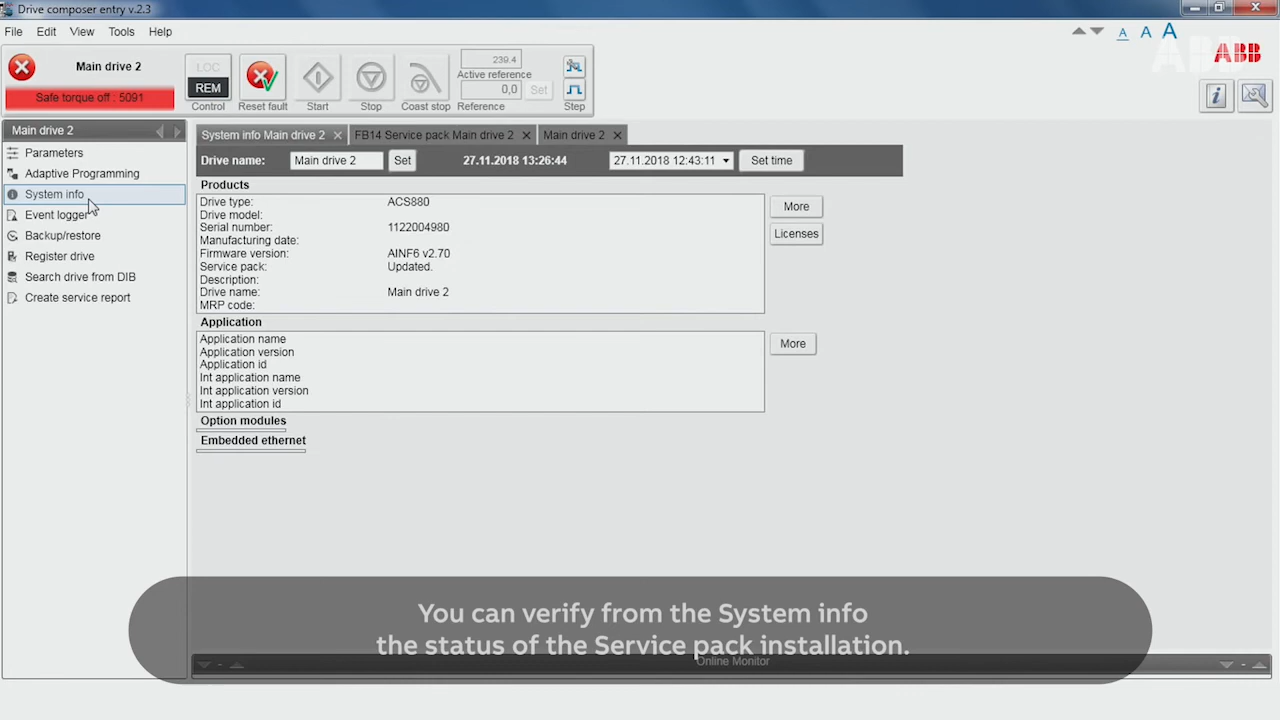 Drive composer entry v.2.3
File Edit View Tools Help
A A A
ABB
Main drive 2
Safe torque off : 5091
LOC
REM
Control
Reset fault
Start
Stop
Coast stop
239.4
Active reference
0,0 Set
Reference
Step
Main drive 2
Parameters
Adaptive Programming
System info
Event logger
Backup/restore
Register drive
Search drive from DIB
Create service report
System info Main drive 2 FB14 Service pack Main drive 2 Main drive 2
Drive name: Main drive 2 Set 27.11.2018 13:26:44 27.11.2018 12:43:11 Set time
Products
Drive type: ACS880
Drive model:
Serial number: 1122004980
Manufacturing date:
Firmware version: AINF6 v2.70
Service pack: Updated.
Description:
Drive name: Main drive 2
MRP code:
More
Licenses
Application
Application name
Application version
Application id
Int application name
Int application version
Int application id
More
Option modules
Embedded ethernet
You can verify from the System info
the status of the Service pack installation.
Online Monitor